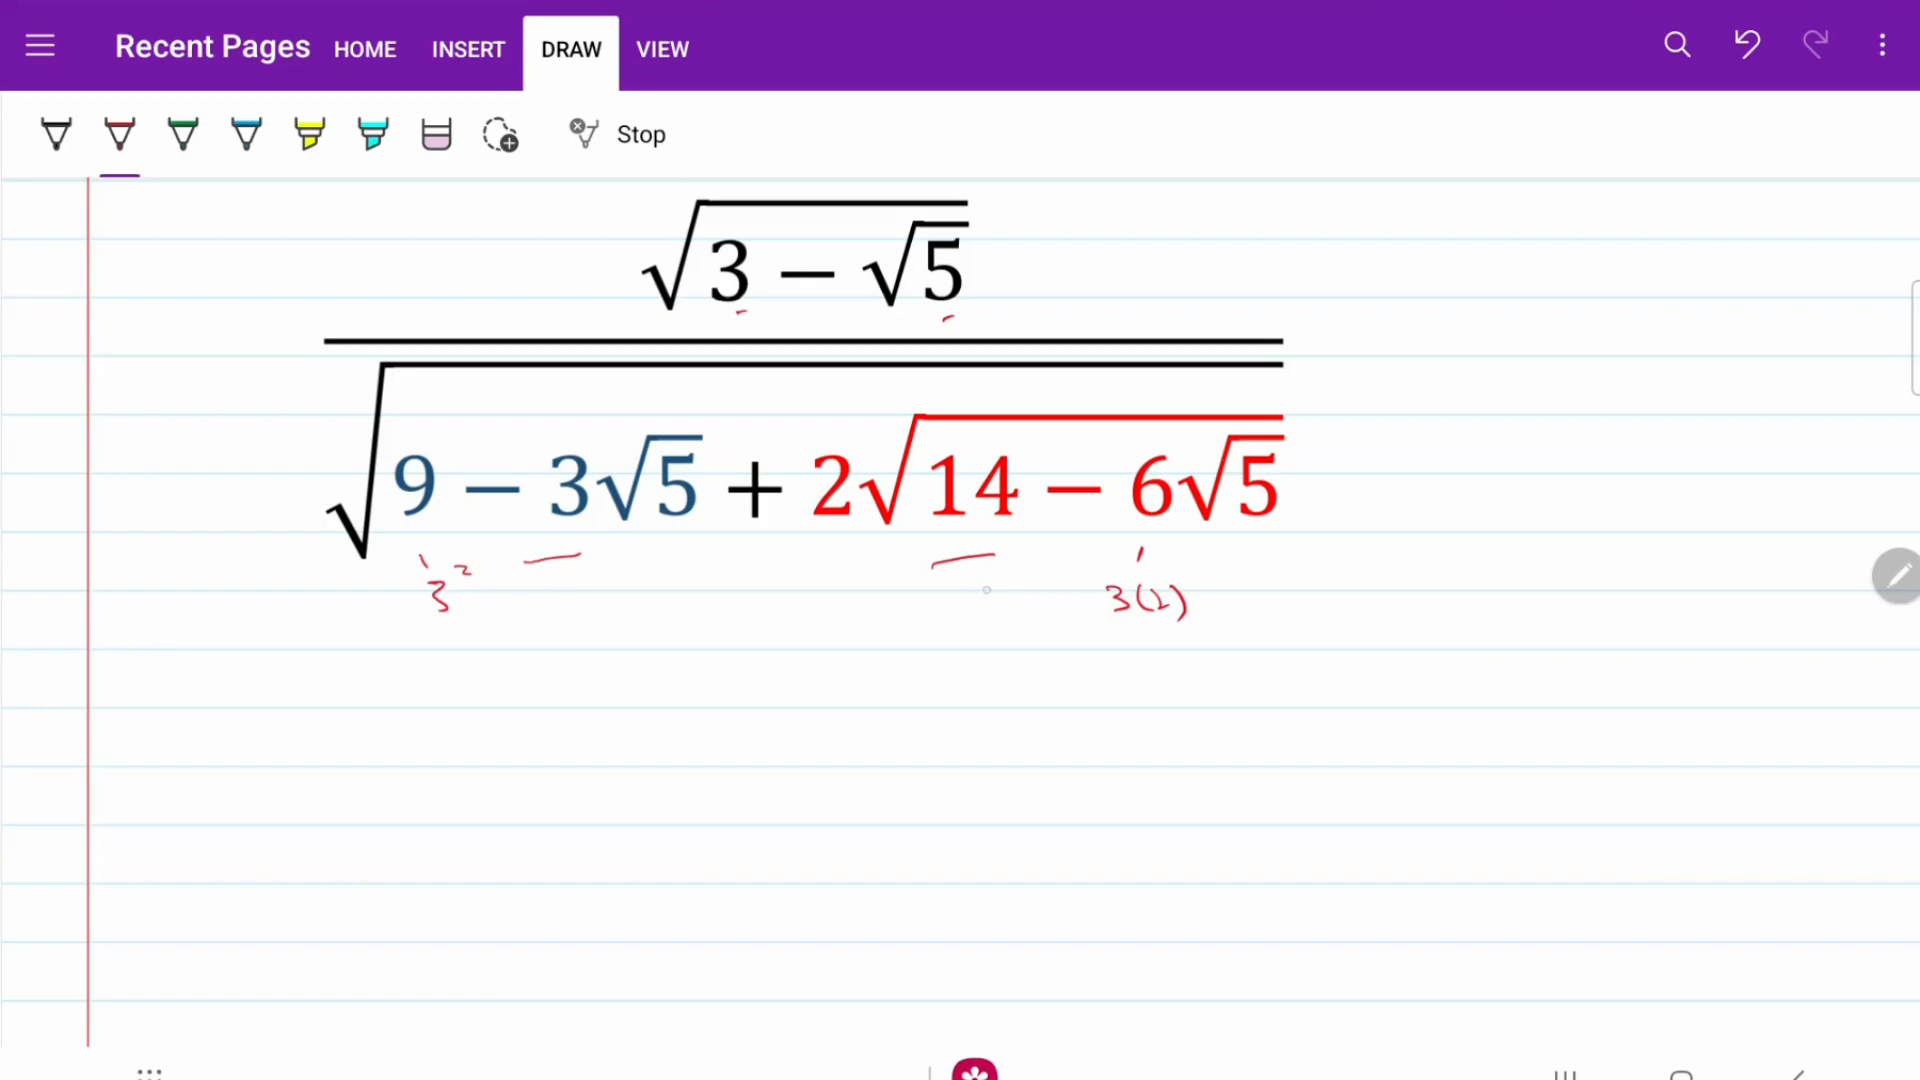 Recent Pages HOME INSERT DRAW VIEW
Stop
√(3 − √5)
√(9 − 3√5 + 2√(14 − 6√5))
3² 3(2)